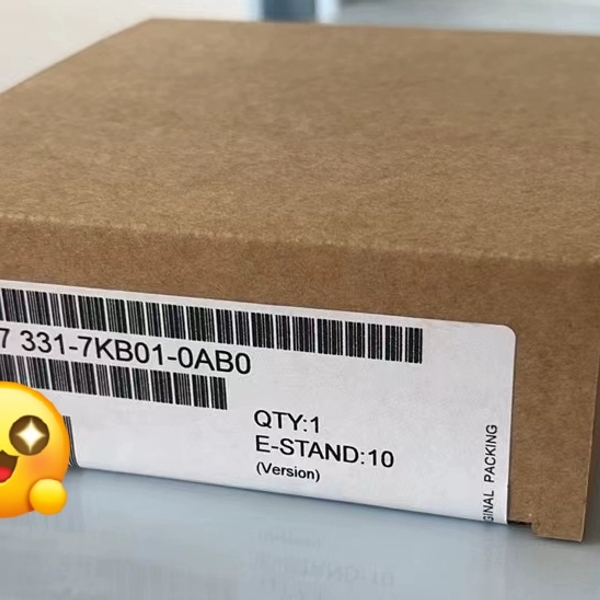 7 331-7KB01-0AB0
QTY:1
E-STAND:10
(Version)
GINAL PACKING